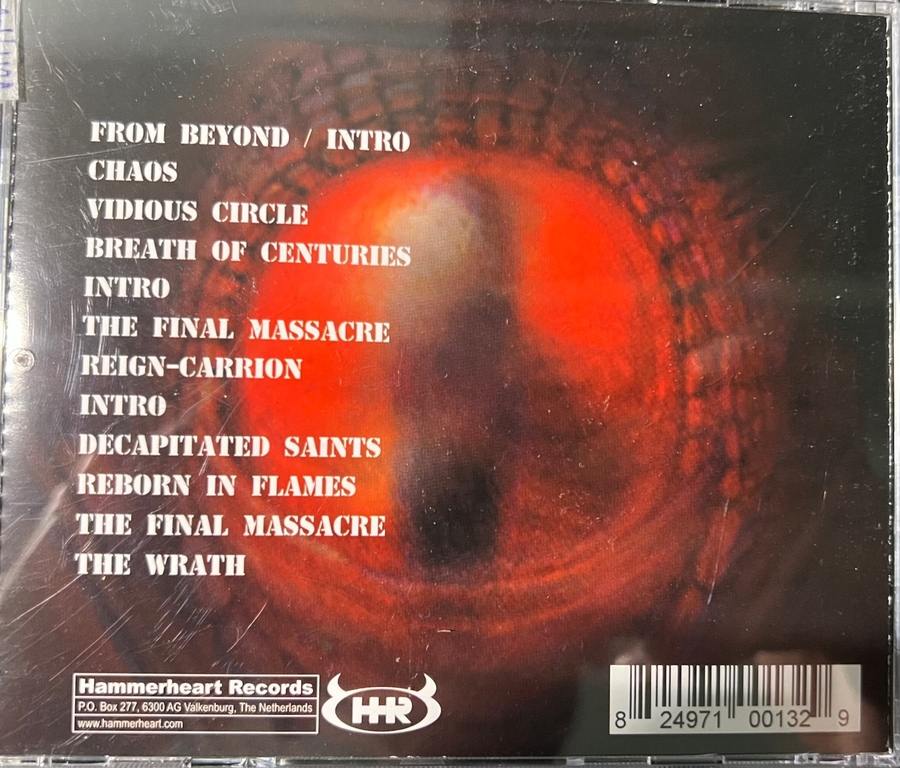 FROM BEYOND / INTRO
CHAOS
VIDIOUS CIRCLE
BREATH OF CENTURIES
INTRO
THE FINAL MASSACRE
REIGN-CARRION
INTRO
DECAPITATED SAINTS
REBORN IN FLAMES
THE FINAL MASSACRE
THE WRATH
Hammerheart Records
P.O. Box 277, 6300 AG Valkenburg, The Netherlands
www.hammerheart.com
HHR
8 24971 00132 9